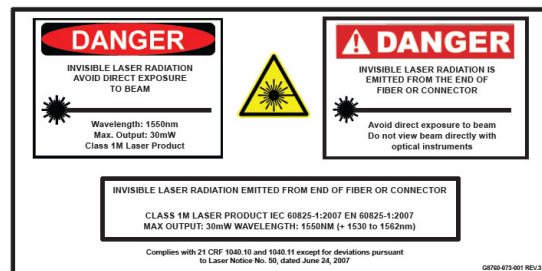 DANGER
INVISIBLE LASER RADIATION
AVOID DIRECT EXPOSURE
TO BEAM
Wavelength: 1550nm
Max. Output: 30mW
Class 1M Laser Product
DANGER
INVISIBLE LASER RADIATION IS
EMITTED FROM THE END OF
FIBER OR CONNECTOR
Avoid direct exposure to beam
Do not view beam directly with
optical instruments
INVISIBLE LASER RADIATION EMITTED FROM END OF FIBER OR CONNECTOR
CLASS 1M LASER PRODUCT IEC 60825-1:2007 EN 60825-1:2007
MAX OUTPUT: 30mW WAVELENGTH: 1550NM (+ 1530 to 1562nm)
Complies with 21 CRF 1040.10 and 1040.11 except for deviations pursuant
to Laser Notice No. 50, dated June 24, 2007
G8760-073-001 REV.3